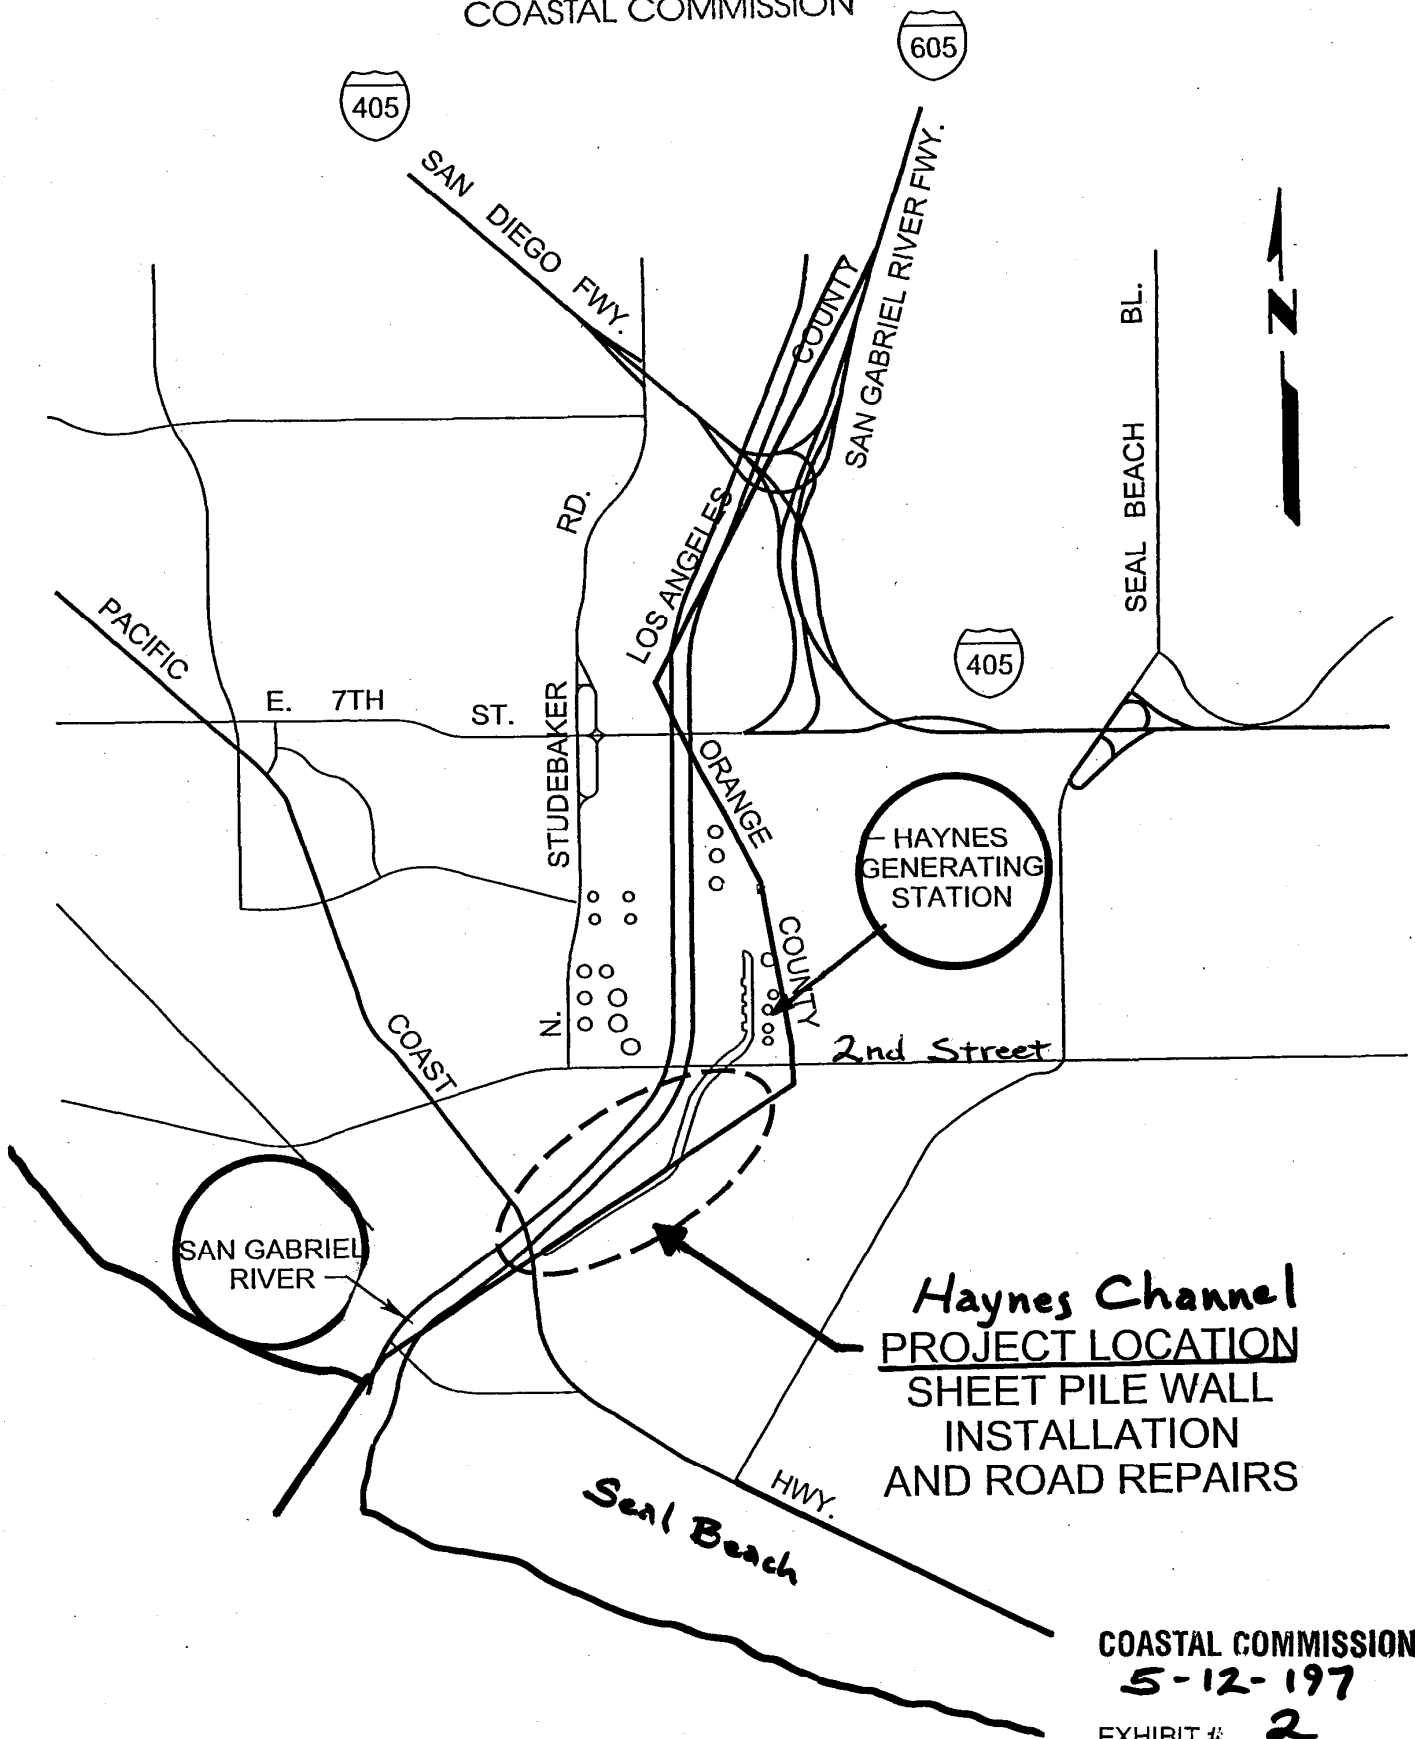 COASTAL COMMISSION
605
405
SAN DIEGO FWY.
SAN GABRIEL RIVER FWY.
LOS ANGELES COUNTY
SEAL BEACH BL.
N
STUDEBAKER RD.
N.
PACIFIC
COAST
HWY.
E. 7TH ST.
405
ORANGE COUNTY
HAYNES
GENERATING
STATION
2nd Street
SAN GABRIEL
RIVER
Haynes Channel
PROJECT LOCATION
SHEET PILE WALL
INSTALLATION
AND ROAD REPAIRS
Seal Beach
COASTAL COMMISSION
5-12-197
EXHIBIT # 2